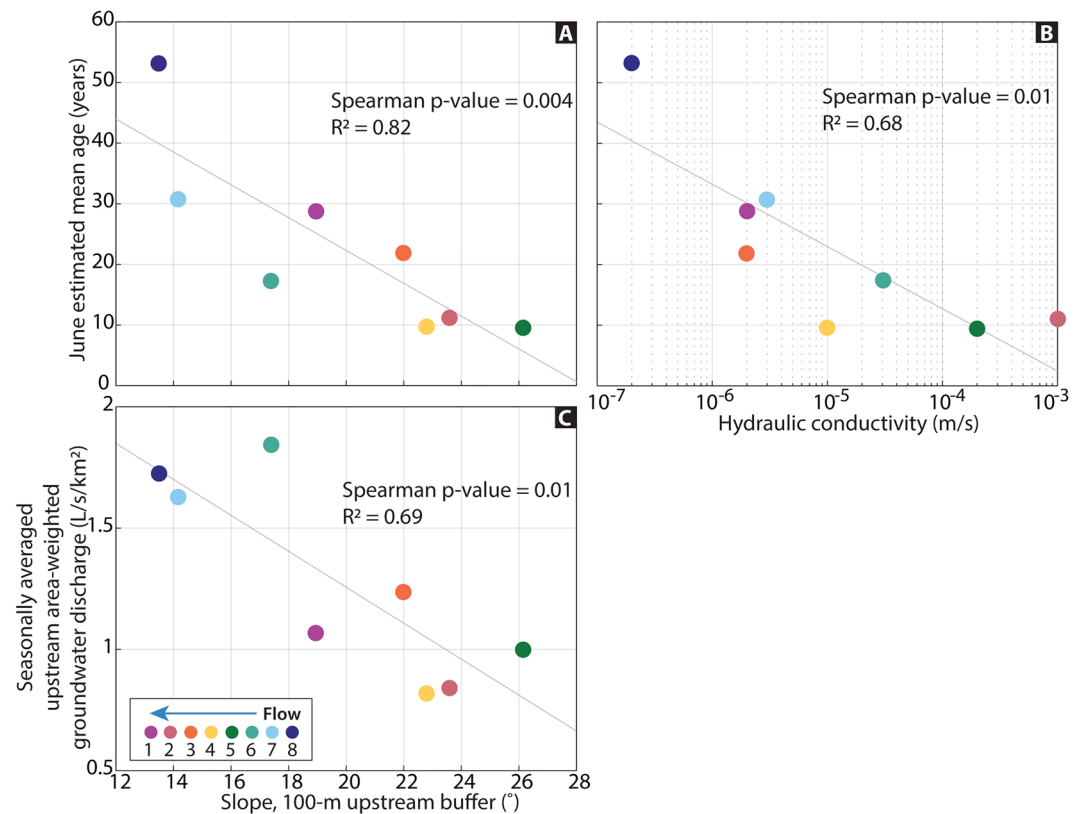 A
60
50
40
30
20
10
0
June estimated mean age (years)
Spearman p-value = 0.004
R² = 0.82
B
Spearman p-value = 0.01
R² = 0.68
10-7
10-6
10-5
10-4
10-3
Hydraulic conductivity (m/s)
C
2
1.5
1
0.5
Seasonally averaged
upstream area-weighted
groundwater discharge (L/s/km²)
Spearman p-value = 0.01
R² = 0.69
Flow
1 2 3 4 5 6 7 8
12 14 16 18 20 22 24 26 28
Slope, 100-m upstream buffer (°)